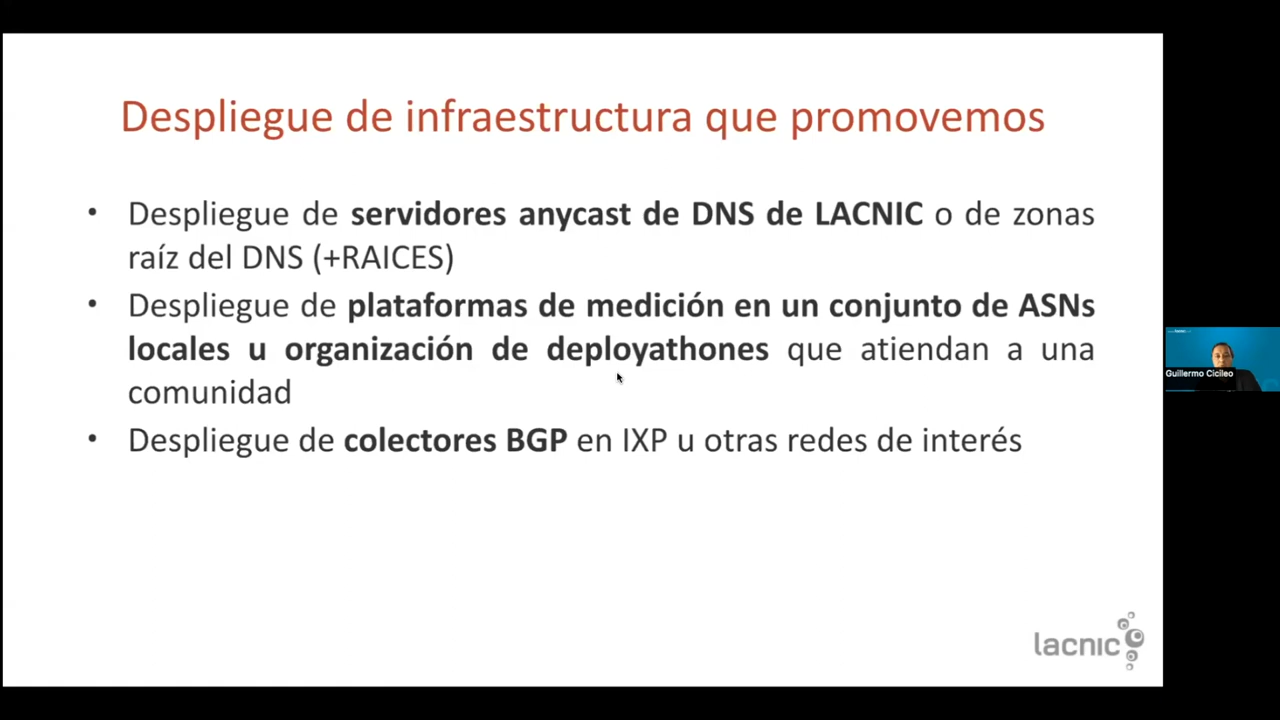 Despliegue de infraestructura que promovemos
• Despliegue de servidores anycast de DNS de LACNIC o de zonas
raíz del DNS (+RAICES)
• Despliegue de plataformas de medición en un conjunto de ASNs
locales u organización de deployathones que atiendan a una
comunidad
• Despliegue de colectores BGP en IXP u otras redes de interés
Guillermo Cicileo
lacnic